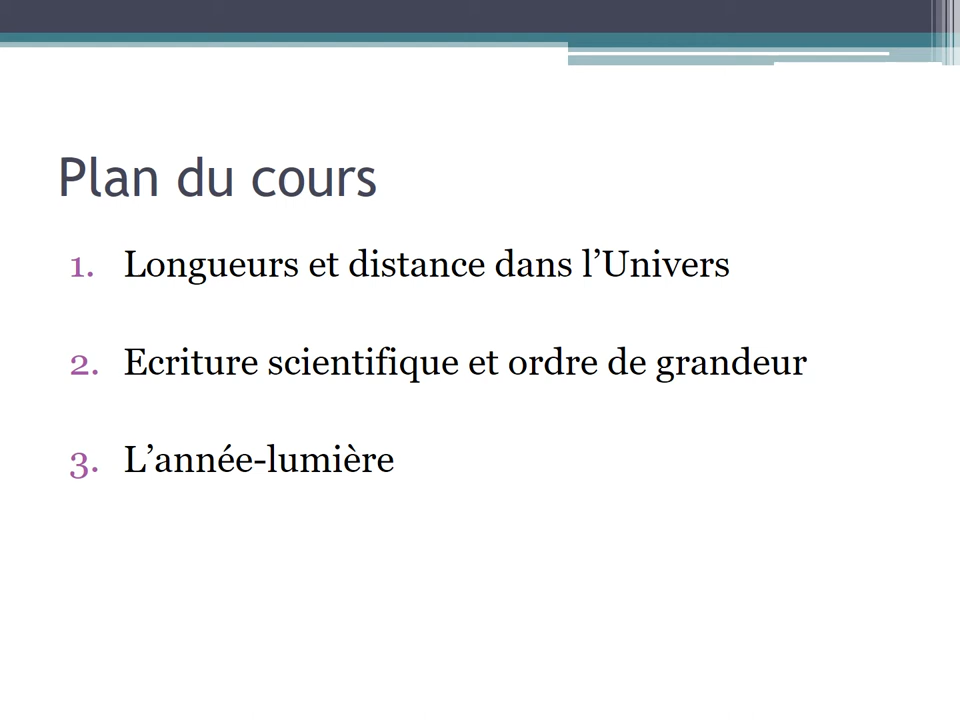 Plan du cours
1. Longueurs et distance dans l’Univers
2. Ecriture scientifique et ordre de grandeur
3. L’année-lumière